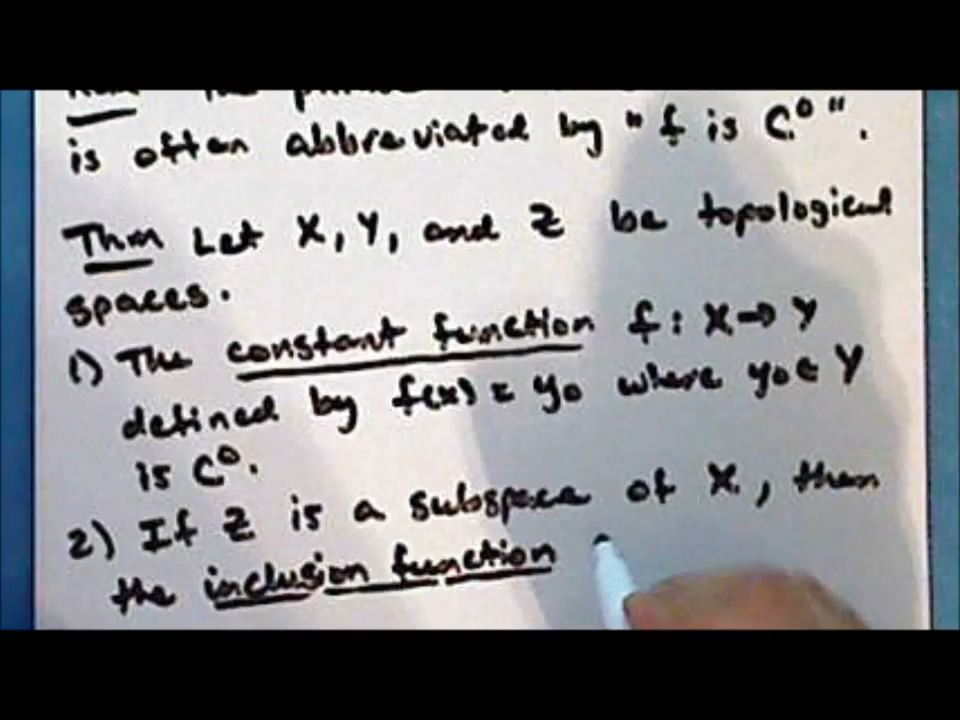 The
is often abbreviated by "f is C⁰".
Thm Let X, Y, and Z be topological
spaces.
1) The constant function f: X → Y
defined by f(x) = y₀ where y₀ ∈ Y
is C⁰.
2) If Z is a subspace of X, then
the inclusion function